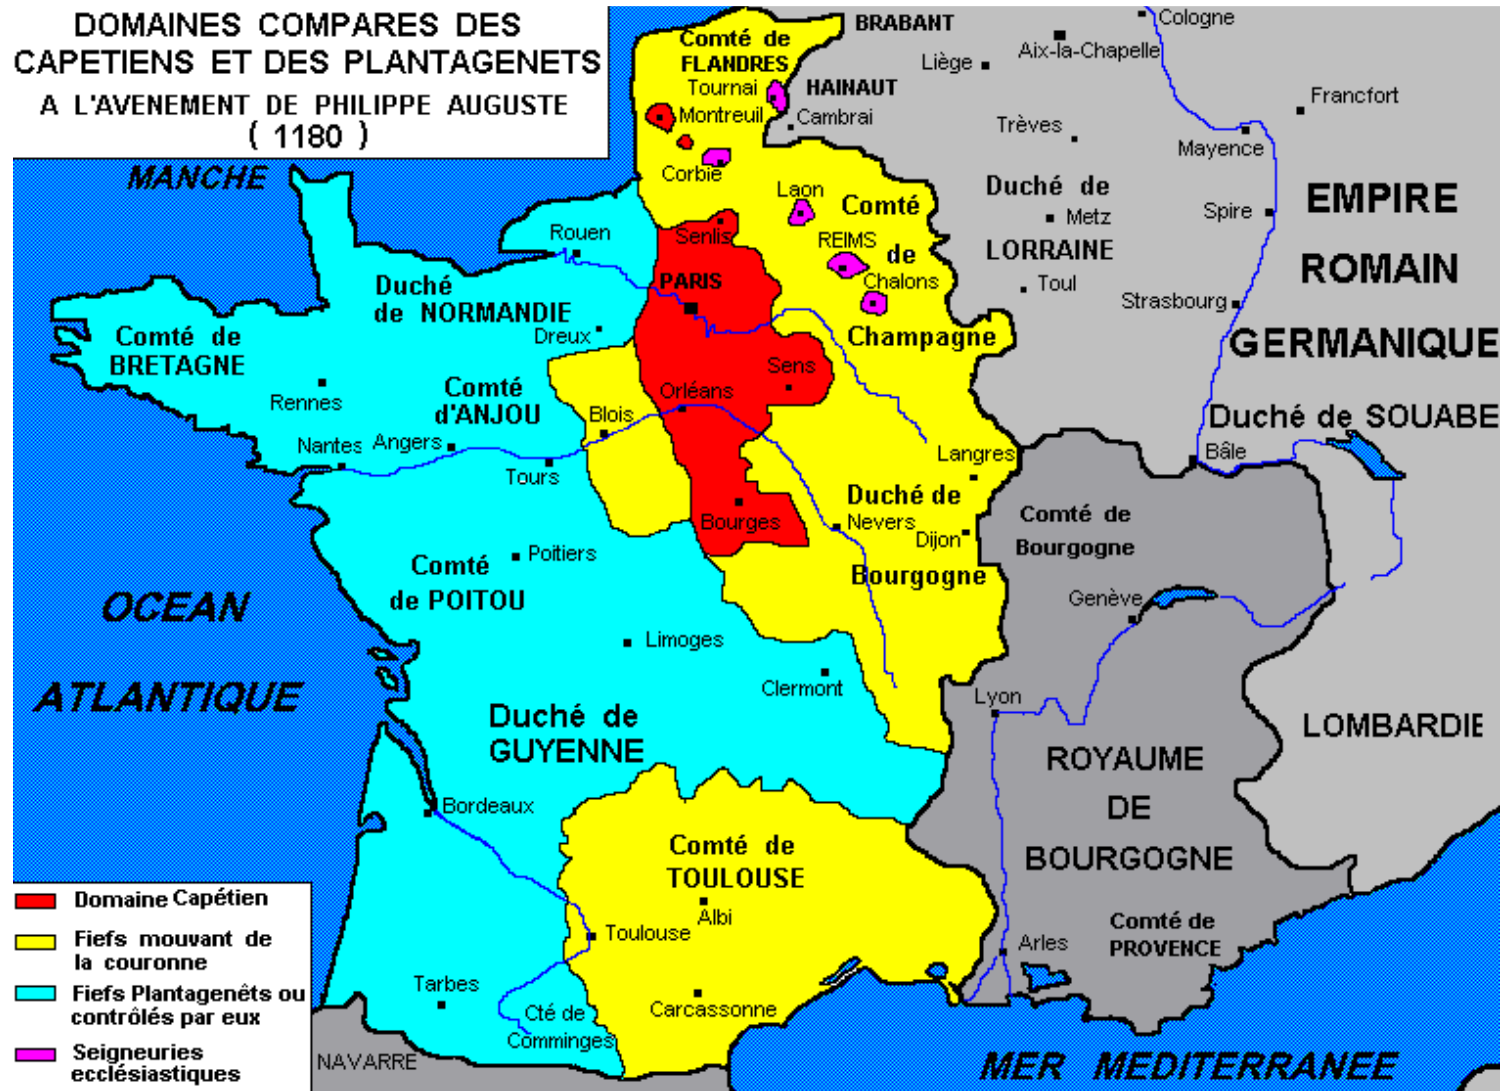 DOMAINES COMPARES DES
CAPETIENS ET DES PLANTAGENETS
A L'AVENEMENT DE PHILIPPE AUGUSTE
( 1180 )
MANCHE
Comté de
FLANDRES
Tournai
Montreuil
Corbie
BRABANT
HAINAUT
Cambrai
Liège
Cologne
Aix-la-Chapelle
Francfort
Trèves
Mayence
Duché de
Metz
LORRAINE
Toul
Spire
Strasbourg
EMPIRE
ROMAIN
GERMANIQUE
Duché de SOUABE
Bâle
Laon
Comté
REIMS
de
Chalons
Champagne
Senlis
PARIS
Rouen
Duché
de NORMANDIE
Dreux
Comté de
BRETAGNE
Rennes
Comté
d'ANJOU
Nantes
Angers
Tours
Blois
Orléans
Sens
Bourges
Langres
Duché de
Nevers
Dijon
Bourgogne
Comté de
Bourgogne
Genève
Comté
de POITOU
Poitiers
Limoges
Clermont
OCEAN
ATLANTIQUE
Duché de
GUYENNE
Bordeaux
Lyon
ROYAUME
DE
BOURGOGNE
LOMBARDIE
Comté de
TOULOUSE
Albi
Toulouse
Carcassonne
Tarbes
Cté de
Comminges
NAVARRE
Arles
Comté de
PROVENCE
MER MEDITERRANEE
Domaine Capétien
Fiefs mouvant de
la couronne
Fiefs Plantagenêts ou
contrôlés par eux
Seigneuries
ecclésiastiques